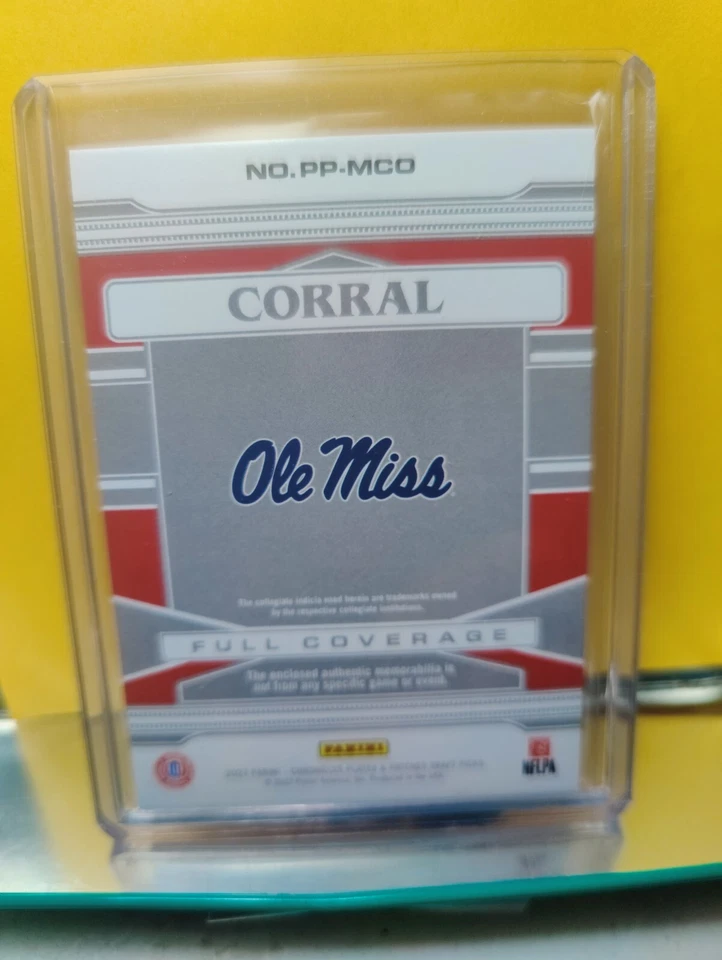 NO. PP-MCO
CORRAL
Ole Miss
The collegiate indicia used herein are trademarks owned
by the respective collegiate institutions.
FULL COVERAGE
The enclosed authentic memorabilia is
not from any specific game or event.
PANINI
PANINI
NFLPA